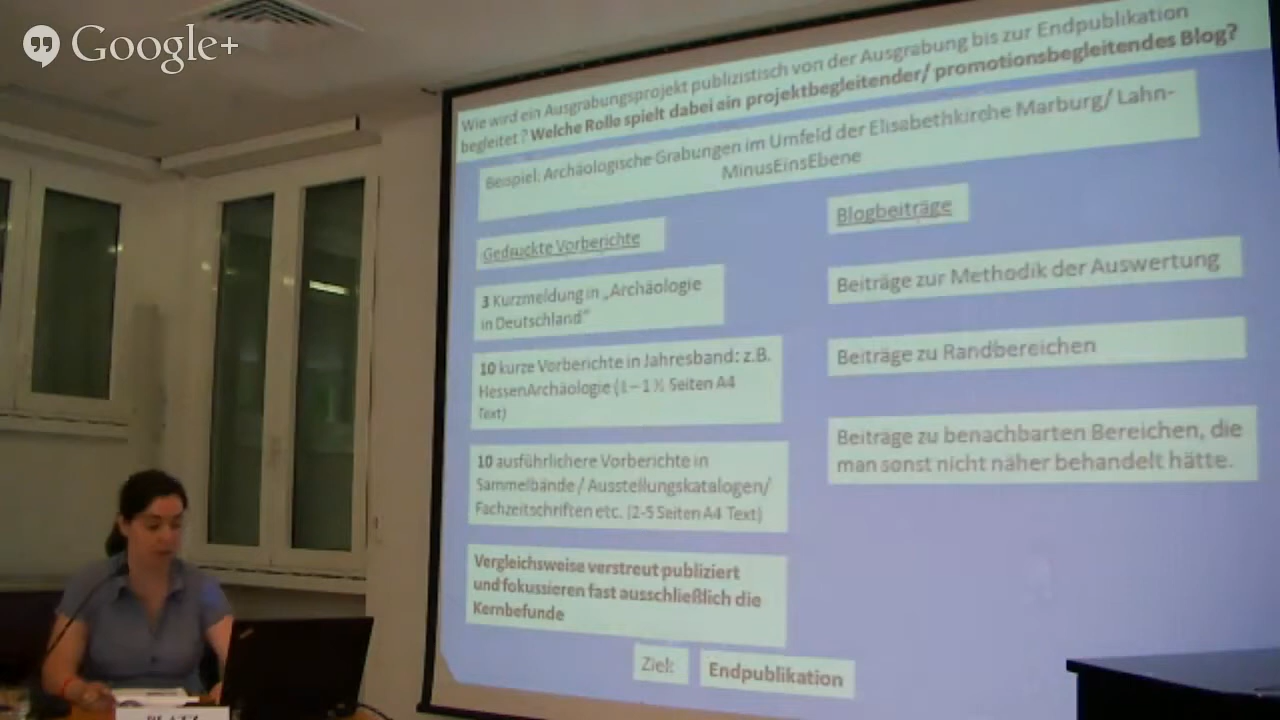 Google+
Wie wird ein Ausgrabungsprojekt publizistisch von der Ausgrabung bis zur Endpublikation
begleitet ? Welche Rolle spielt dabei ein projektbegleitender/ promotionsbegleitendes Blog?
Beispiel: Archäologische Grabungen im Umfeld der Elisabethkirche Marburg/ Lahn-
MinusEinsEbene
Gedruckte Vorberichte
3 Kurzmeldung in „Archäologie
in Deutschland“
10 kurze Vorberichte in Jahresband: z.B.
HessenArchäologie (1 – 1 ½ Seiten A4
Text)
10 ausführlichere Vorberichte in
Sammelbände / Ausstellungskatalogen/
Fachzeitschriften etc. (2-5 Seiten A4 Text)
Vergleichsweise verstreut publiziert
und fokussieren fast ausschließlich die
Kernbefunde
Blogbeiträge
Beiträge zur Methodik der Auswertung
Beiträge zu Randbereichen
Beiträge zu benachbarten Bereichen, die
man sonst nicht näher behandelt hätte.
Ziel:
Endpublikation